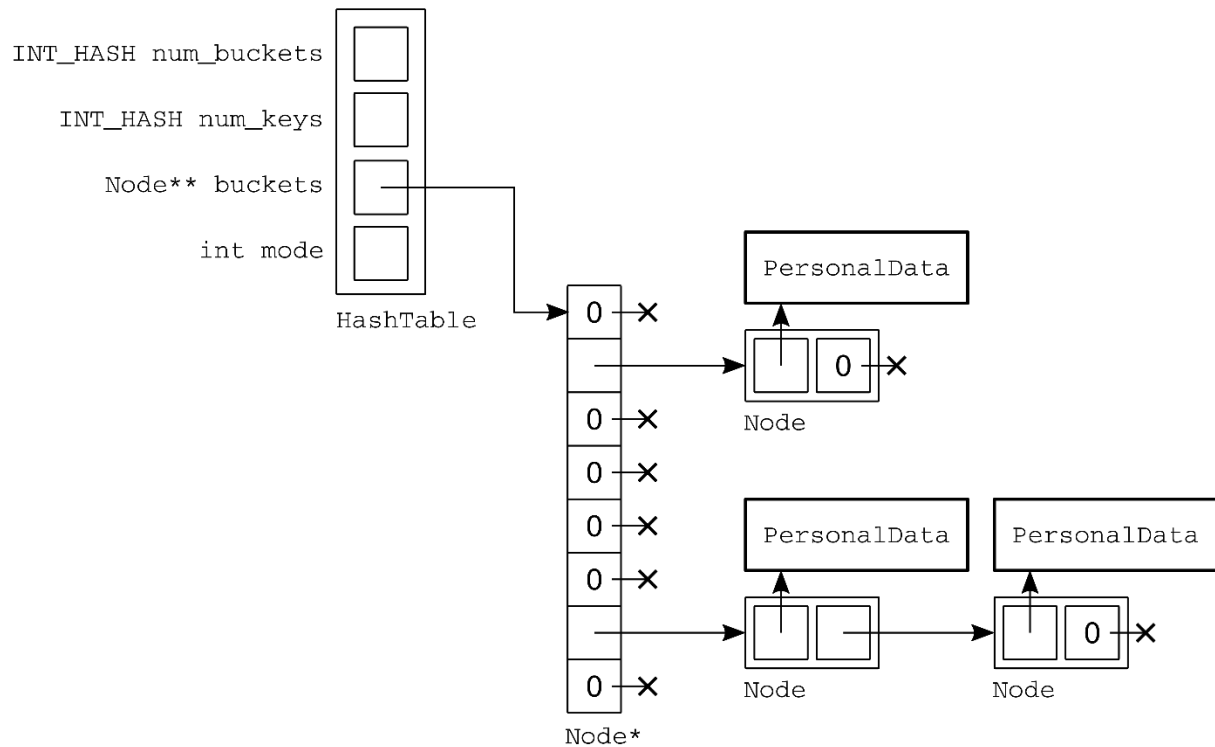 INT_HASH num_buckets
INT_HASH num_keys
Node** buckets
int mode
HashTable
PersonalData
0
0
Node
0
0
0
0
PersonalData PersonalData
0
0
Node Node
Node*